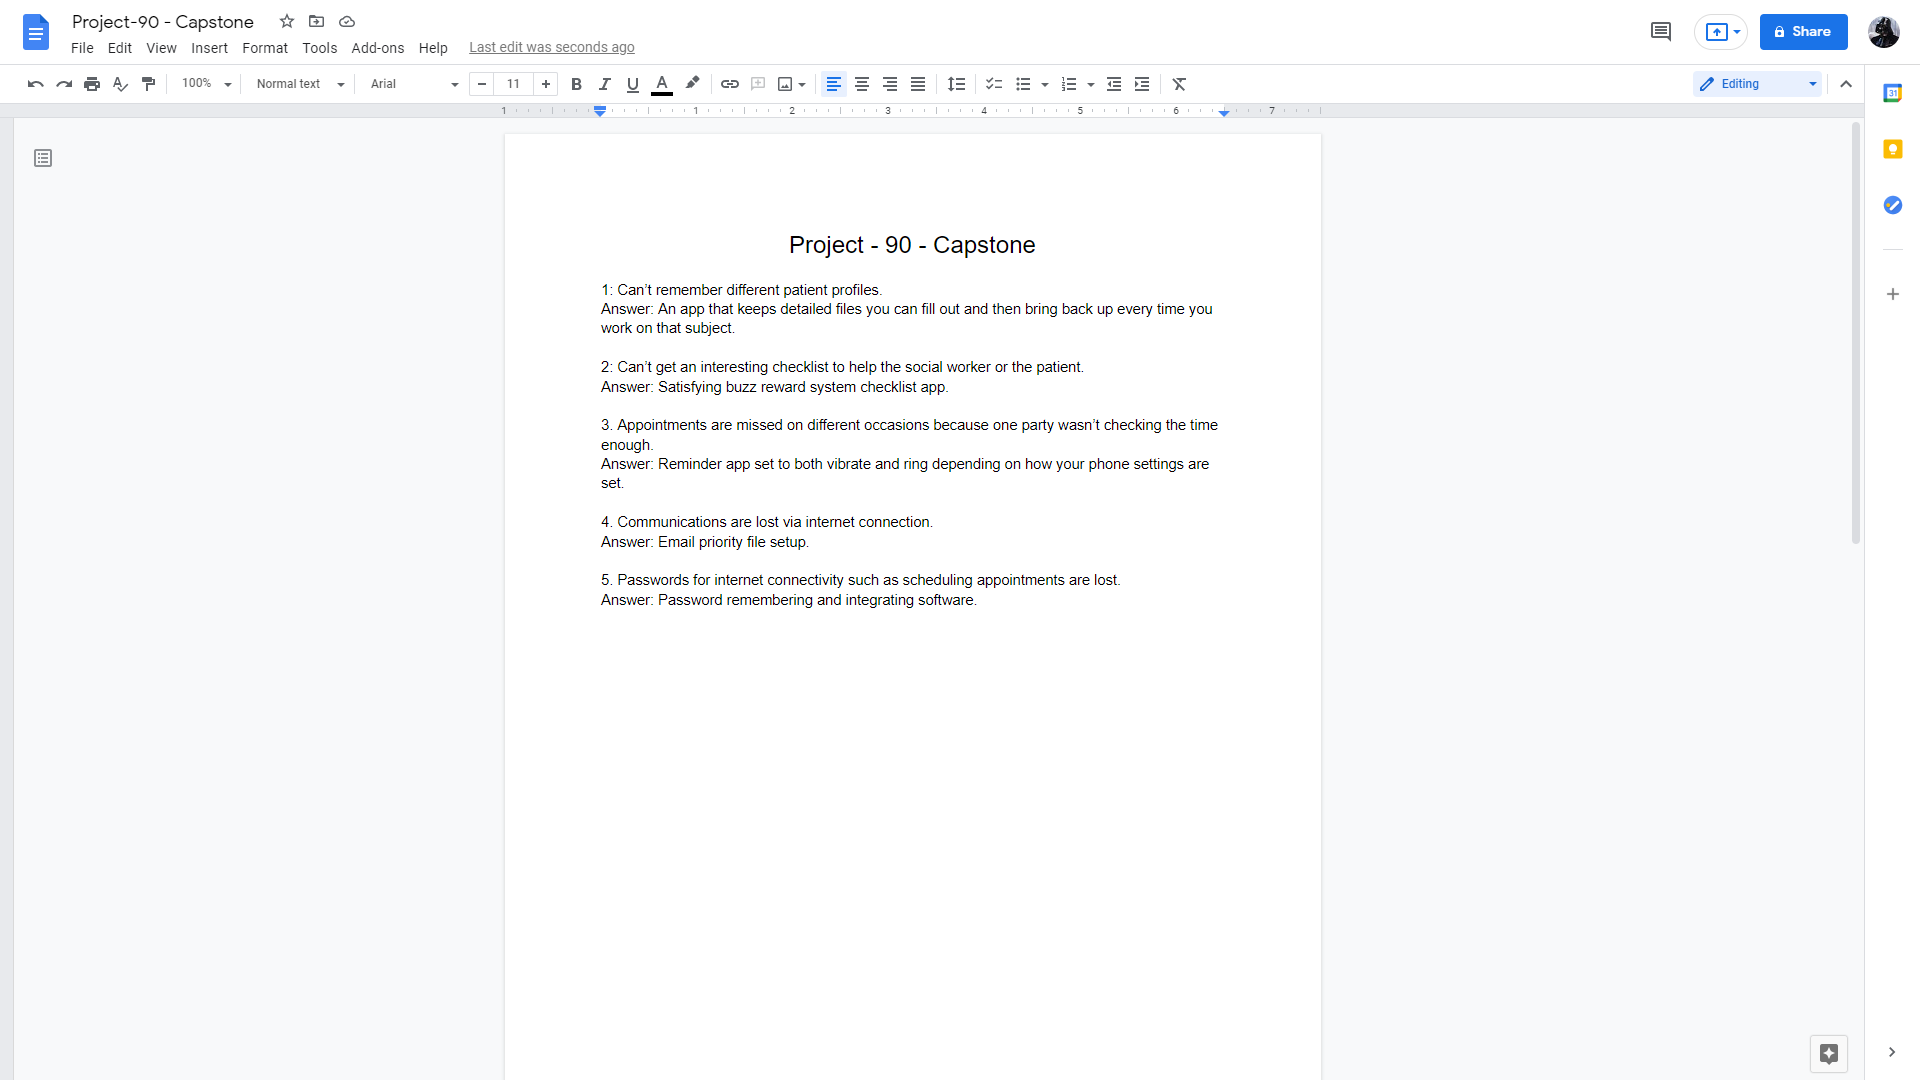 Project-90 - Capstone
File Edit View Insert Format Tools Add-ons Help Last edit was seconds ago
Share
100% Normal text Arial 11 B I U A
Editing
1 1 2 3 4 5 6 7
31
Project - 90 - Capstone
1: Can’t remember different patient profiles.
Answer: An app that keeps detailed files you can fill out and then bring back up every time you
work on that subject.
2: Can’t get an interesting checklist to help the social worker or the patient.
Answer: Satisfying buzz reward system checklist app.
3. Appointments are missed on different occasions because one party wasn’t checking the time
enough.
Answer: Reminder app set to both vibrate and ring depending on how your phone settings are
set.
4. Communications are lost via internet connection.
Answer: Email priority file setup.
5. Passwords for internet connectivity such as scheduling appointments are lost.
Answer: Password remembering and integrating software.